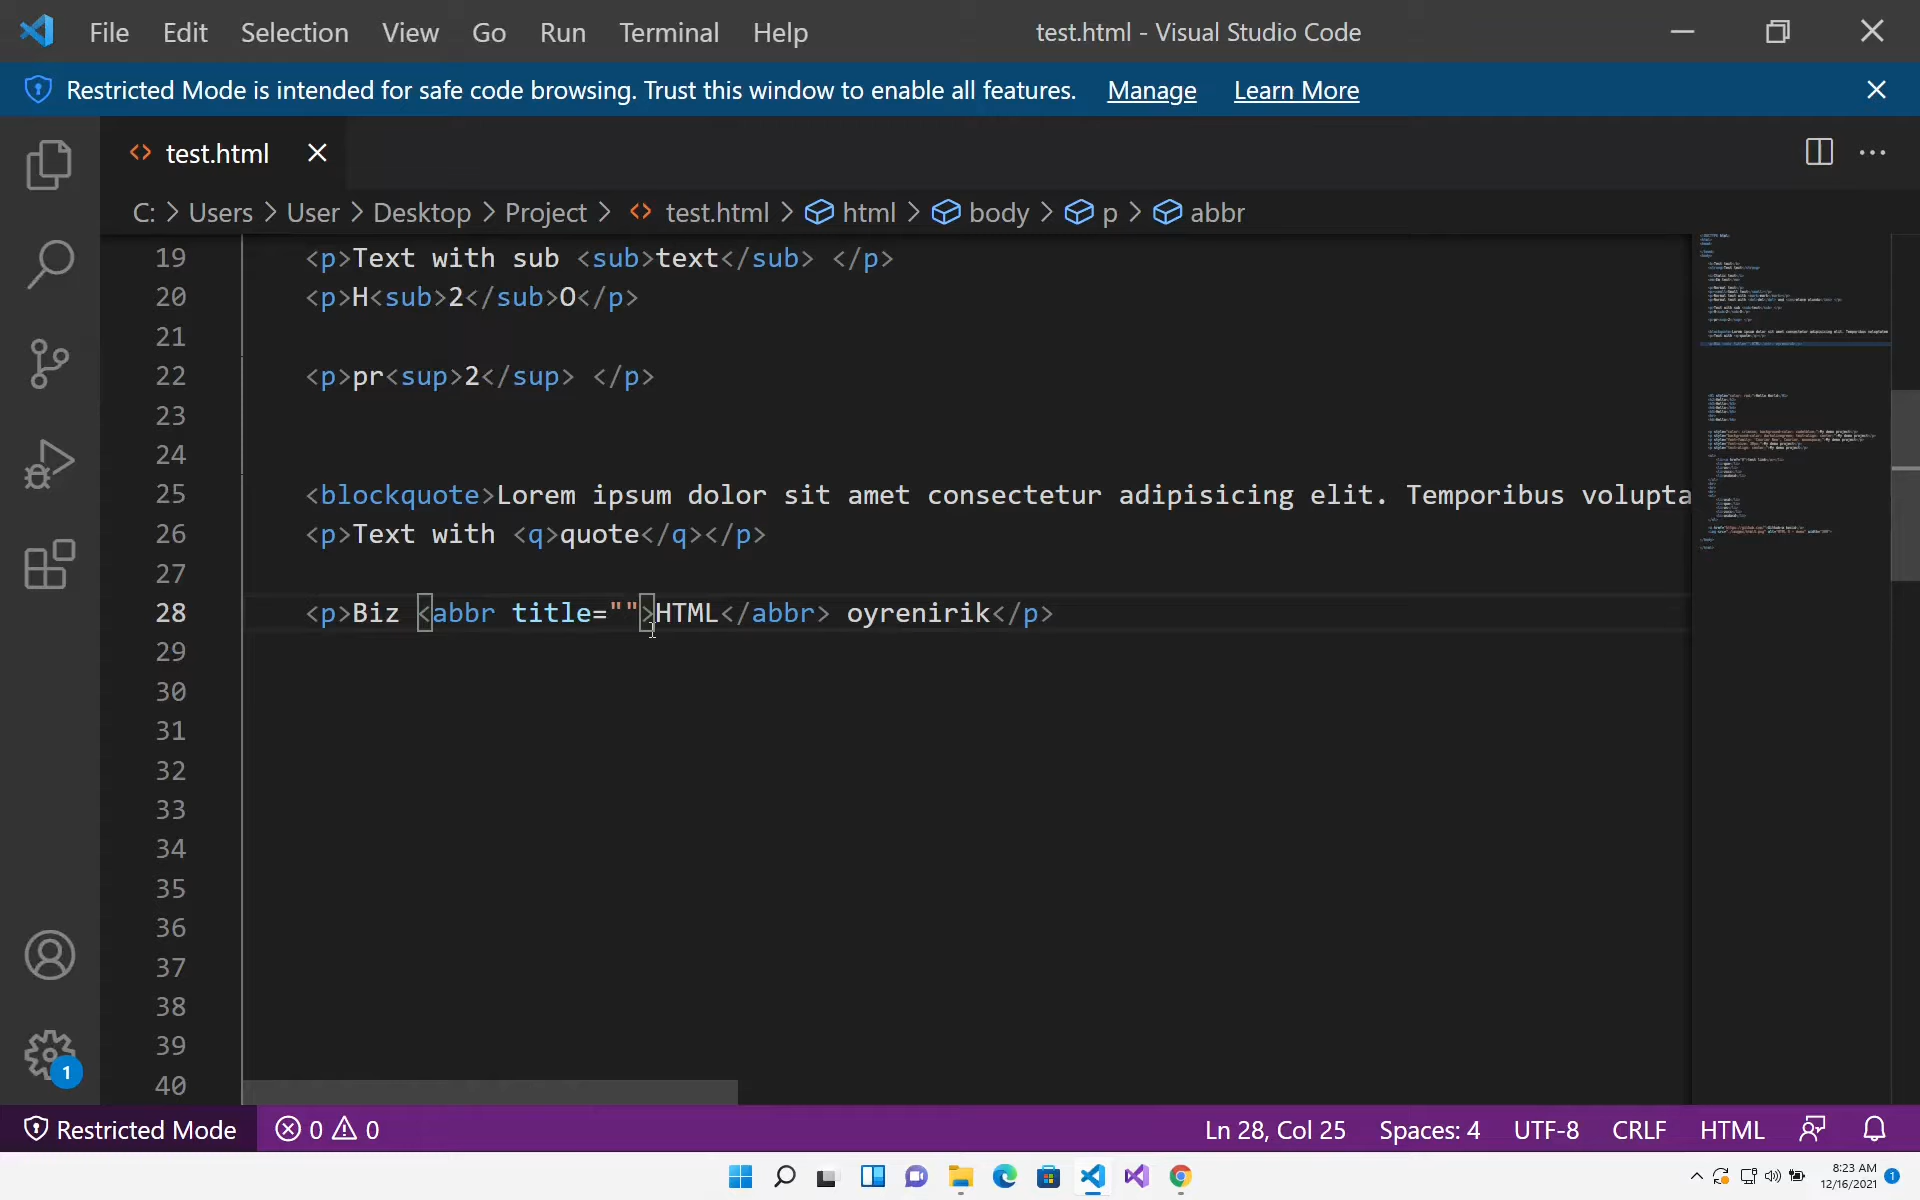 File Edit Selection View Go Run Terminal Help test.html - Visual Studio Code
Restricted Mode is intended for safe code browsing. Trust this window to enable all features. Manage Learn More
test.html
C: > Users > User > Desktop > Project > <> test.html > html > body > p > abbr
19 <p>Text with sub <sub>text</sub> </p>
20 <p>H<sub>2</sub>O</p>
21
22 <p>pr<sup>2</sup> </p>
23
24
25 <blockquote>Lorem ipsum dolor sit amet consectetur adipisicing elit. Temporibus volupta
26 <p>Text with <q>quote</q></p>
27
28 <p>Biz <abbr title="">HTML</abbr> oyrenirik</p>
29
30
31
32
33
34
35
36
37
38
39
40
1
Restricted Mode 0 0 Ln 28, Col 25 Spaces: 4 UTF-8 CRLF HTML
8:23 AM
12/16/2021 1